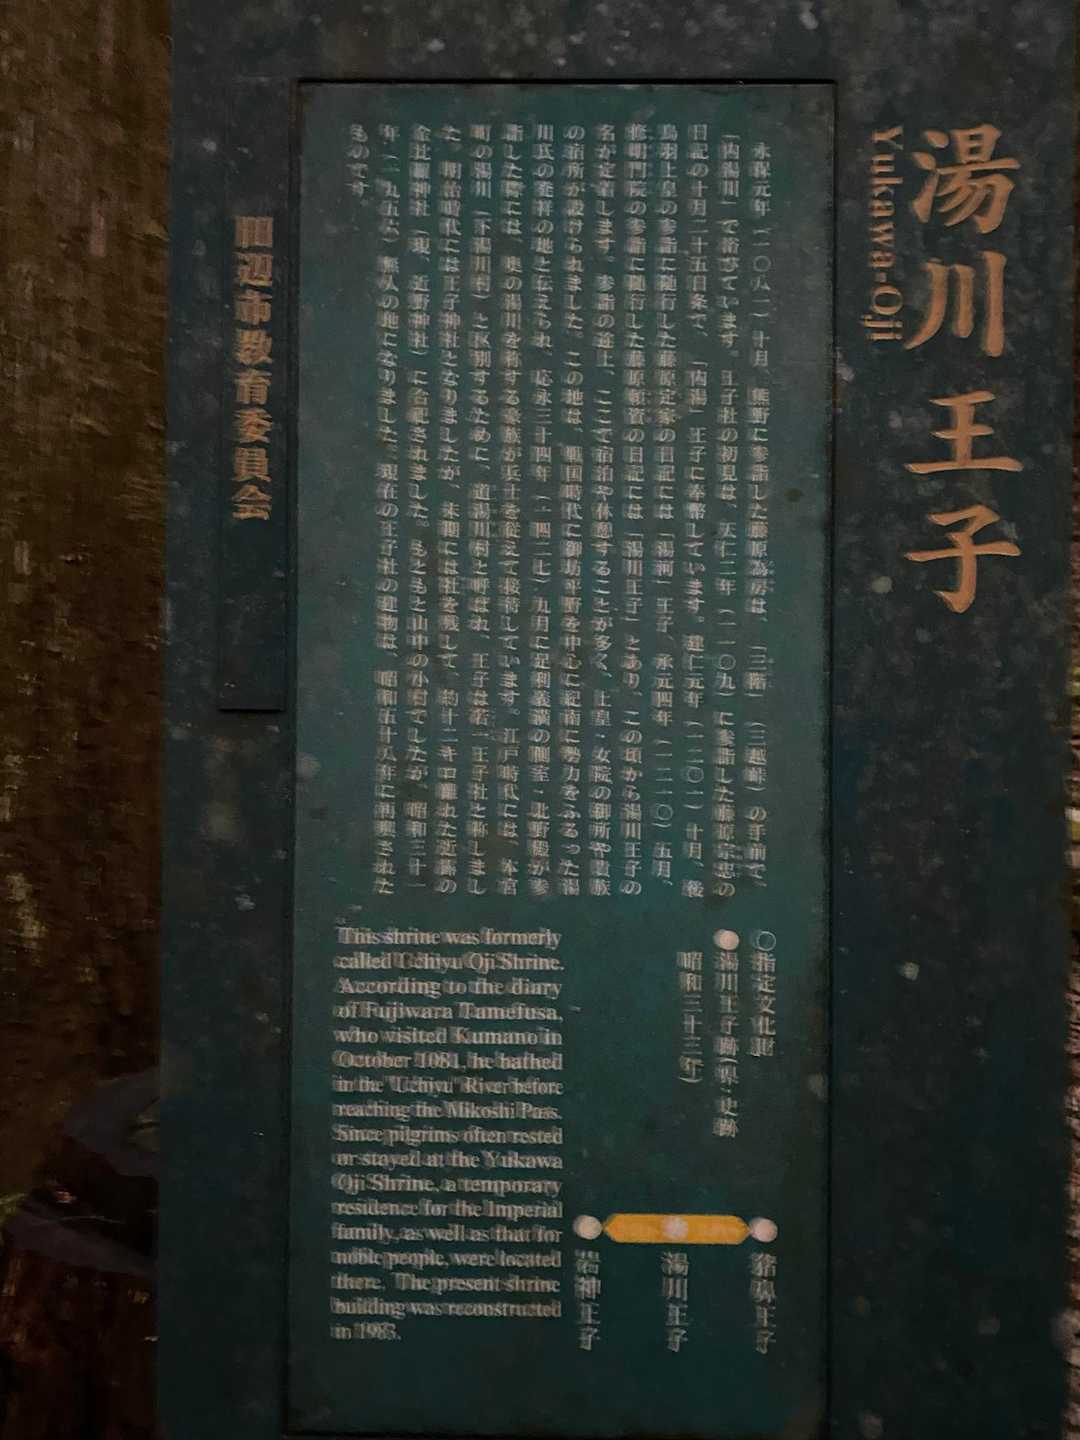 湯川王子
Yukawa-Oji
永保元年（一〇八一）十月、熊野に参詣した藤原為房は、「三階」（三越峠）の手前で、
「内湯川」で浴びています。王子社の初見は、天仁二年（一一〇九）に参詣した藤原宗忠の
日記の十月二十五日条で、「内湯」王子に奉幣しています。建仁元年（一二〇一）十月、後
鳥羽上皇の参詣に随行した藤原定家の日記には「湯河」王子、承元四年（一二一〇）五月、
修明門院の参詣に随行した藤原頼資の日記には「湯川王子」とあり、この頃から湯川王子の
名が定着します。参詣の途上、ここで宿泊や休憩することが多く、上皇・女院の御所や貴族
の宿所が設けられました。この地は、戦国時代に御坊平野を中心に紀南に勢力をふるった湯
川氏の発祥の地と伝えられ、応永三十四年（一四二七）九月に足利義満の側室・北野殿が参
詣した際には、奥の湯川を称する豪族が兵士を従えて接待しています。江戸時代には、本宮
町の湯川（下湯川村）と区別するために、道湯川村と呼ばれ、王子は若一王子社と称しまし
た。明治時代には王子神社となりましたが、末期には社を残して、約十二キロ離れた近露の
金比羅神社（現、近野神社）に合祀されました。もともと山中の小村でしたが、昭和三十一
年（一九五六）無人の地になりました。現在の王子社の建物は、昭和五十八年に再興された
ものです。
〇指定文化財
●湯川王子跡（県・史跡
昭和三十三年）
猪鼻王子
湯川王子
岩神王子
This shrine was formerly
called Uchiyu Oji Shrine.
According to the diary
of Fujiwara Tamefusa,
who visited Kumano in
October 1081, he bathed
in the "Uchiyu" River before
reaching the Mikoshi Pass.
Since pilgrims often rested
or stayed at the Yukawa
Oji Shrine, a temporary
residence for the Imperial
family, as well as that for
noble people, were located
there. The present shrine
building was reconstructed
in 1983.
田辺市教育委員会